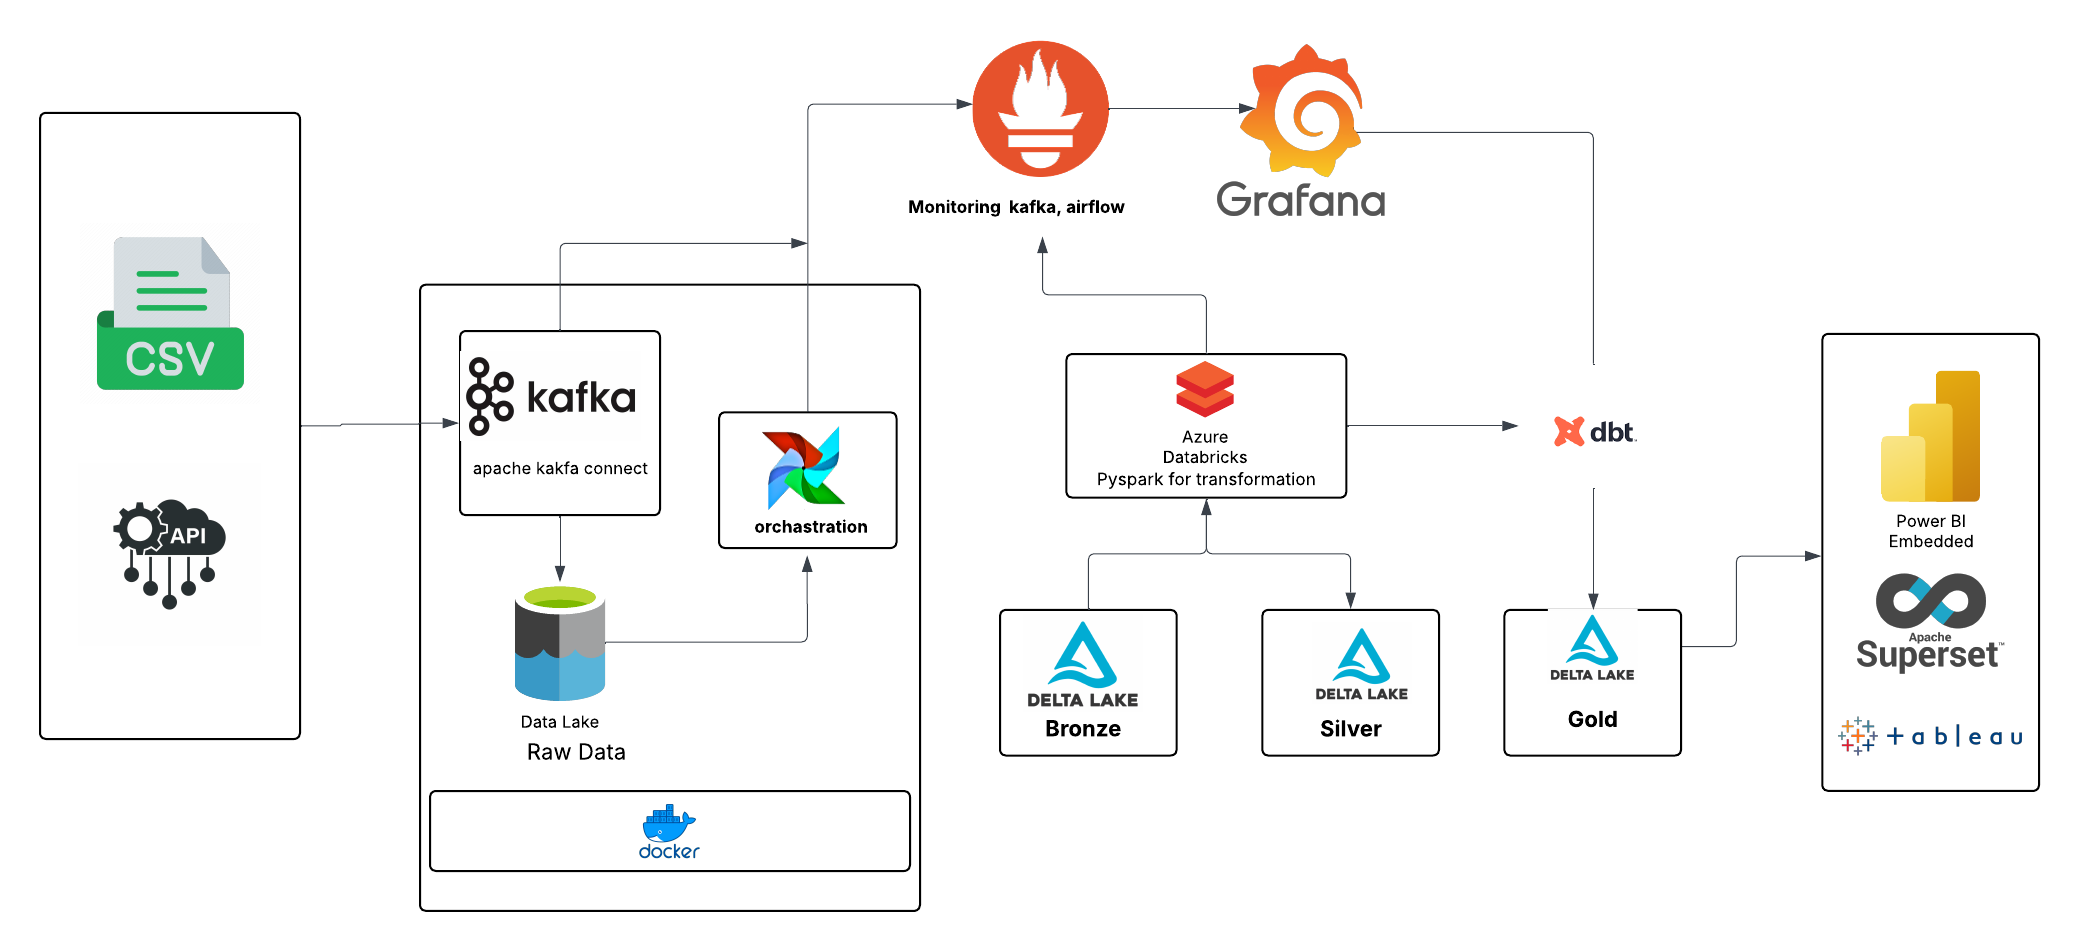 CSV
API
kafka
apache kakfa connect
orchastration
Data Lake
Raw Data
docker
Monitoring kafka, airflow
Grafana
Azure
Databricks
Pyspark for transformation
dbt.
DELTA LAKE
Bronze
DELTA LAKE
Silver
DELTA LAKE
Gold
Power BI
Embedded
Apache
Superset™
+ableau